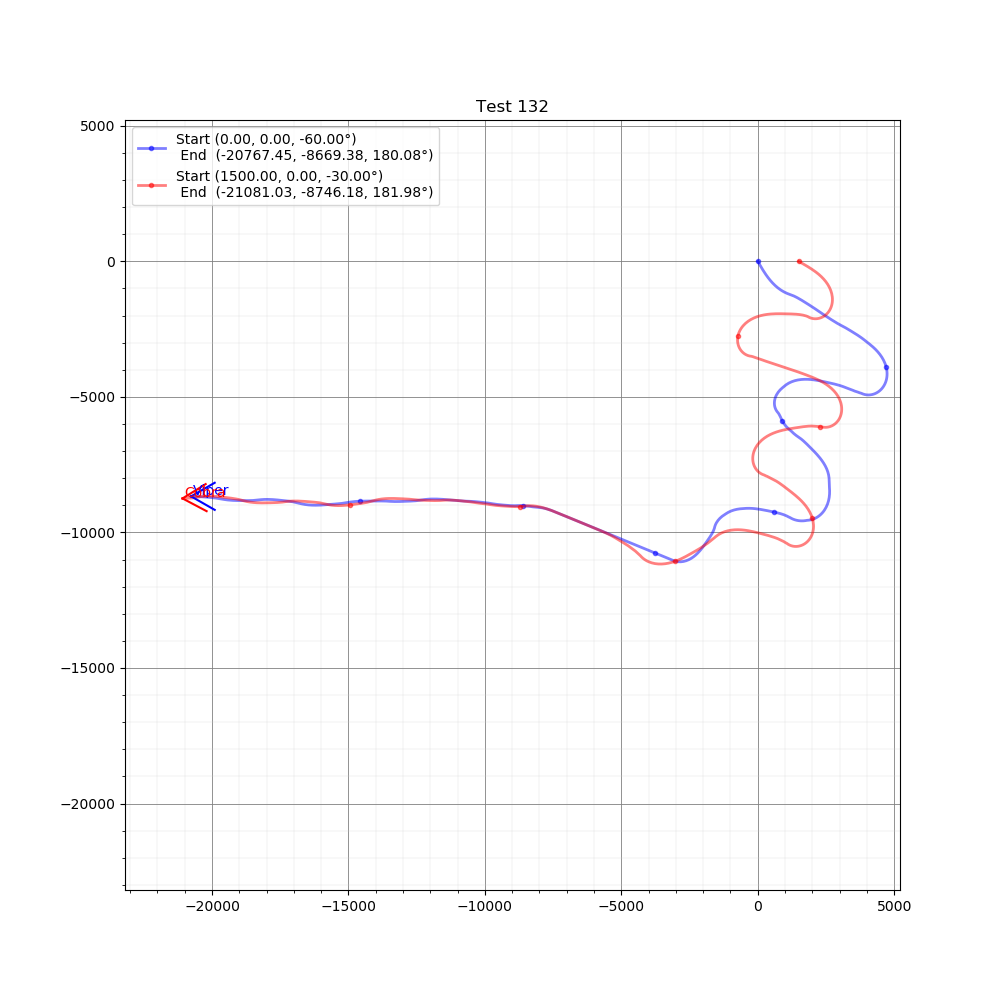 Test 132
Start (0.00, 0.00, -60.00°)
End  (-20767.45, -8669.38, 180.08°)
Start (1500.00, 0.00, -30.00°)
End  (-21081.03, -8746.18, 181.98°)
5000
0
−5000
−10000
−15000
−20000
Viper
−20000 −15000 −10000 −5000 0 5000